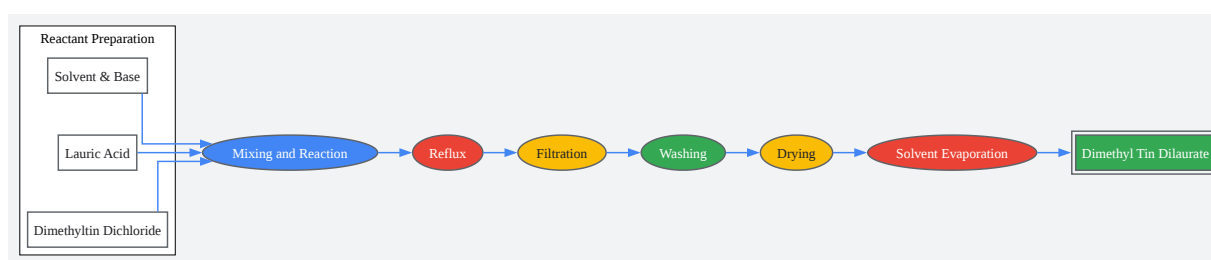 Reactant Preparation
Solvent & Base
Lauric Acid
Dimethyltin Dichloride
Mixing and Reaction
Reflux
Filtration
Washing
Drying
Solvent Evaporation
Dimethyl Tin Dilaurate